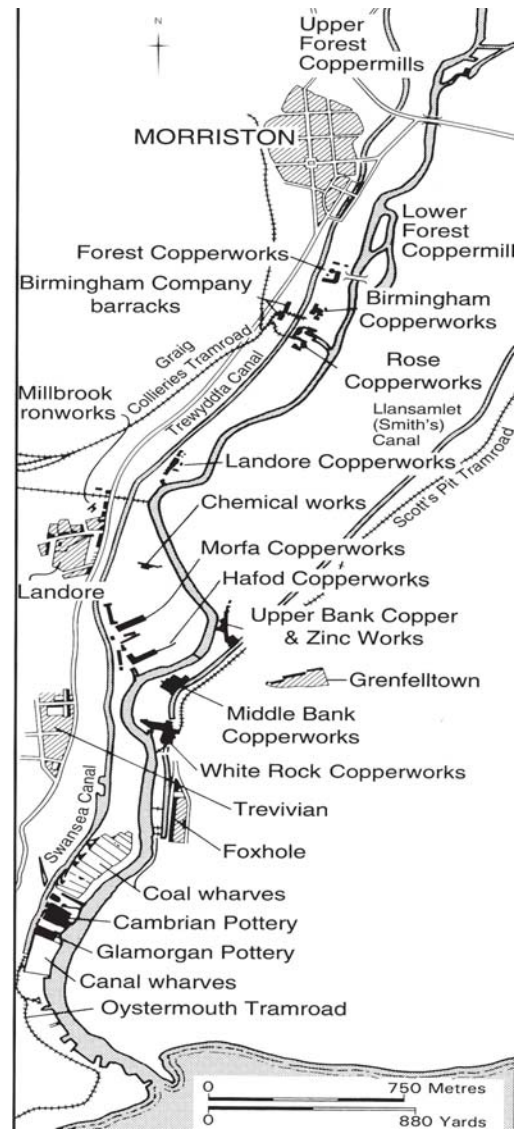 N
Upper
Forest
Coppermills
MORRISTON
Lower
Forest
Coppermill
Forest Copperworks
Birmingham Company
barracks
Birmingham
Copperworks
Graig
Collieries Tramroad
Trewyddfa Canal
Rose
Copperworks
Millbrook
ronworks
Llansamlet
(Smith's)
Canal
Scott's Pit Tramroad
Landore Copperworks
Chemical works
Morfa Copperworks
Hafod Copperworks
Landore
Upper Bank Copper
& Zinc Works
Grenfelltown
Middle Bank
Copperworks
White Rock Copperworks
Trevivian
Swansea Canal
Foxhole
Coal wharves
Cambrian Pottery
Glamorgan Pottery
Canal wharves
Oystermouth Tramroad
0 750 Metres
0 880 Yards